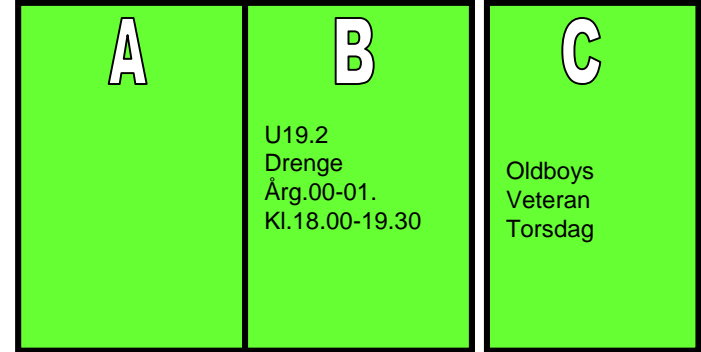 A
B
C
U19.2
Drenge
Årg.00-01.
Kl.18.00-19.30
Oldboys
Veteran
Torsdag